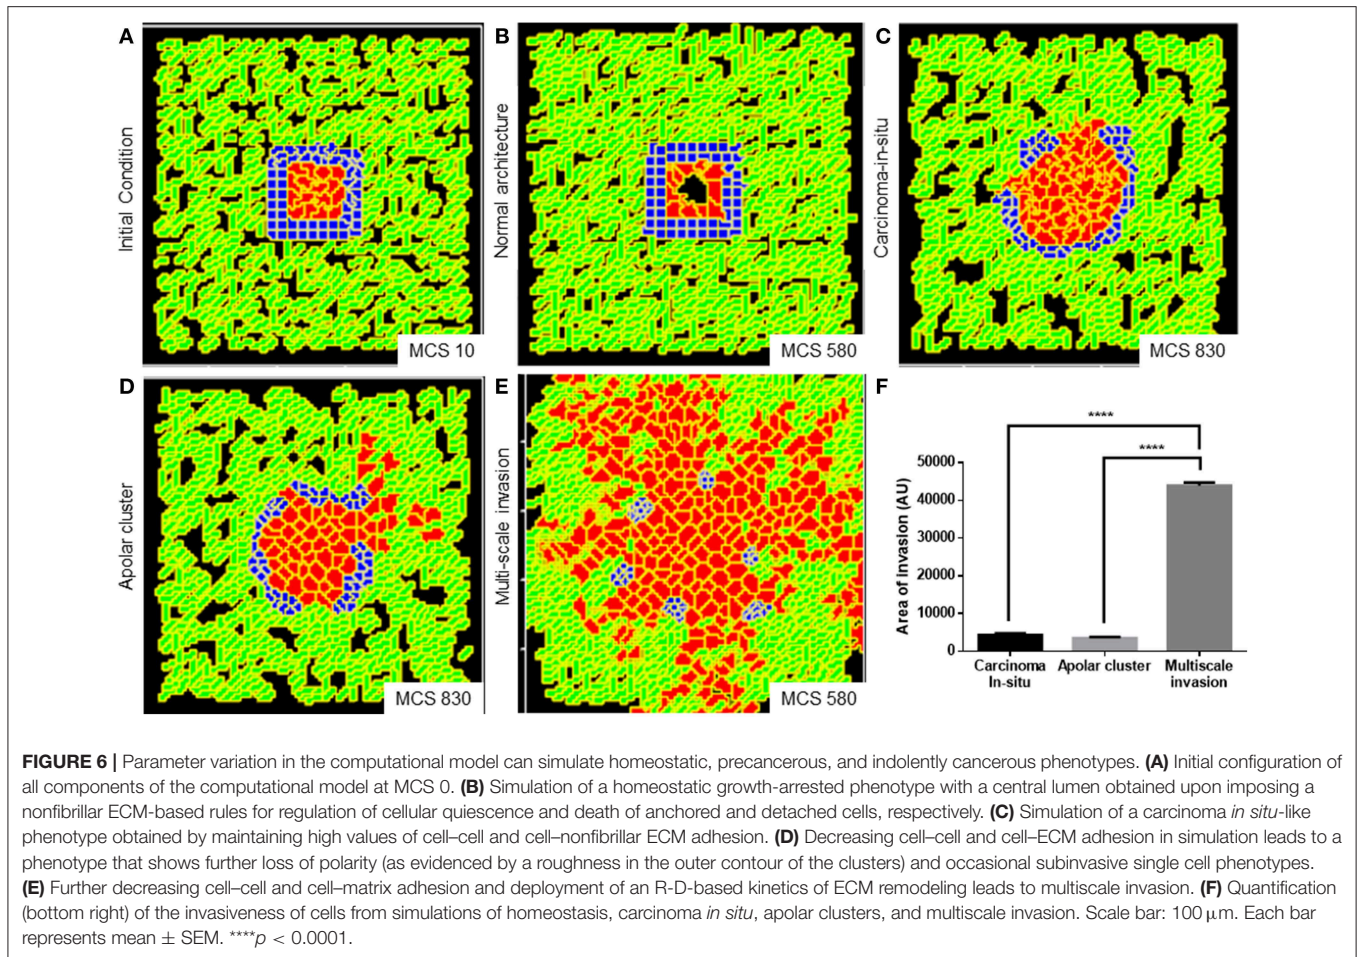 A
Initial Condition
MCS 10
B
Normal architecture
MCS 580
C
Carcinoma-in-situ
MCS 830
D
Apolar cluster
MCS 830
E
Multi-scale invasion
MCS 580
F
Area of invasion (AU)
50000
40000
30000
20000
10000
0
****
****
Carcinoma
In-situ
Apolar cluster
Multiscale
invasion
FIGURE 6 | Parameter variation in the computational model can simulate homeostatic, precancerous, and indolently cancerous phenotypes. (A) Initial configuration of
all components of the computational model at MCS 0. (B) Simulation of a homeostatic growth-arrested phenotype with a central lumen obtained upon imposing a
nonfibrillar ECM-based rules for regulation of cellular quiescence and death of anchored and detached cells, respectively. (C) Simulation of a carcinoma in situ-like
phenotype obtained by maintaining high values of cell–cell and cell–nonfibrillar ECM adhesion. (D) Decreasing cell–cell and cell–ECM adhesion in simulation leads to a
phenotype that shows further loss of polarity (as evidenced by a roughness in the outer contour of the clusters) and occasional subinvasive single cell phenotypes.
(E) Further decreasing cell–cell and cell–matrix adhesion and deployment of an R-D-based kinetics of ECM remodeling leads to multiscale invasion. (F) Quantification
(bottom right) of the invasiveness of cells from simulations of homeostasis, carcinoma in situ, apolar clusters, and multiscale invasion. Scale bar: 100 μm. Each bar
represents mean ± SEM. ****p < 0.0001.